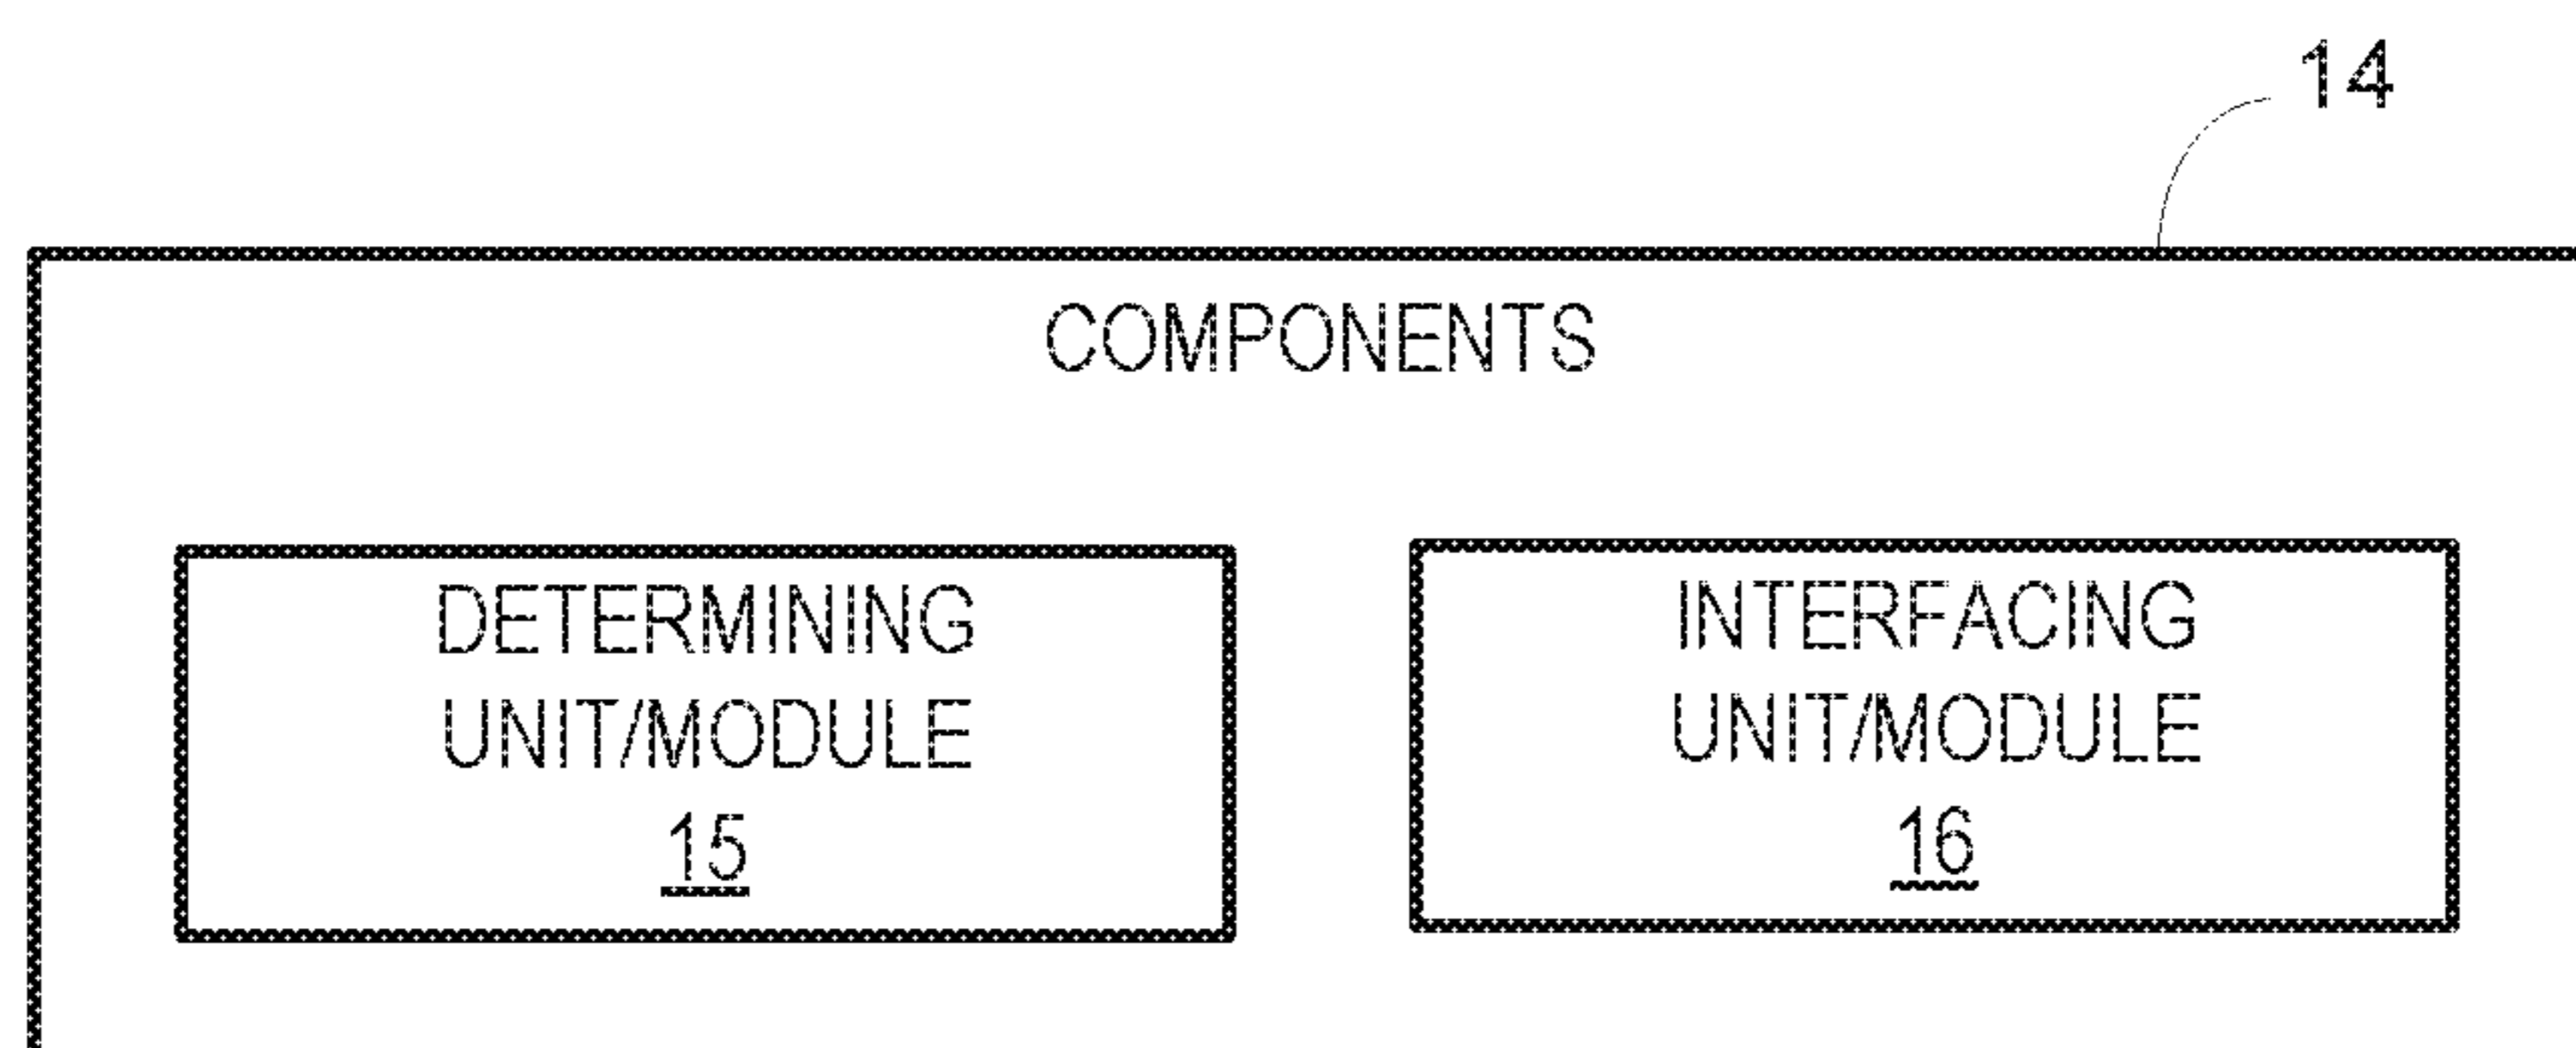 14
COMPONENTS
DETERMINING
UNIT/MODULE
15
INTERFACING
UNIT/MODULE
16